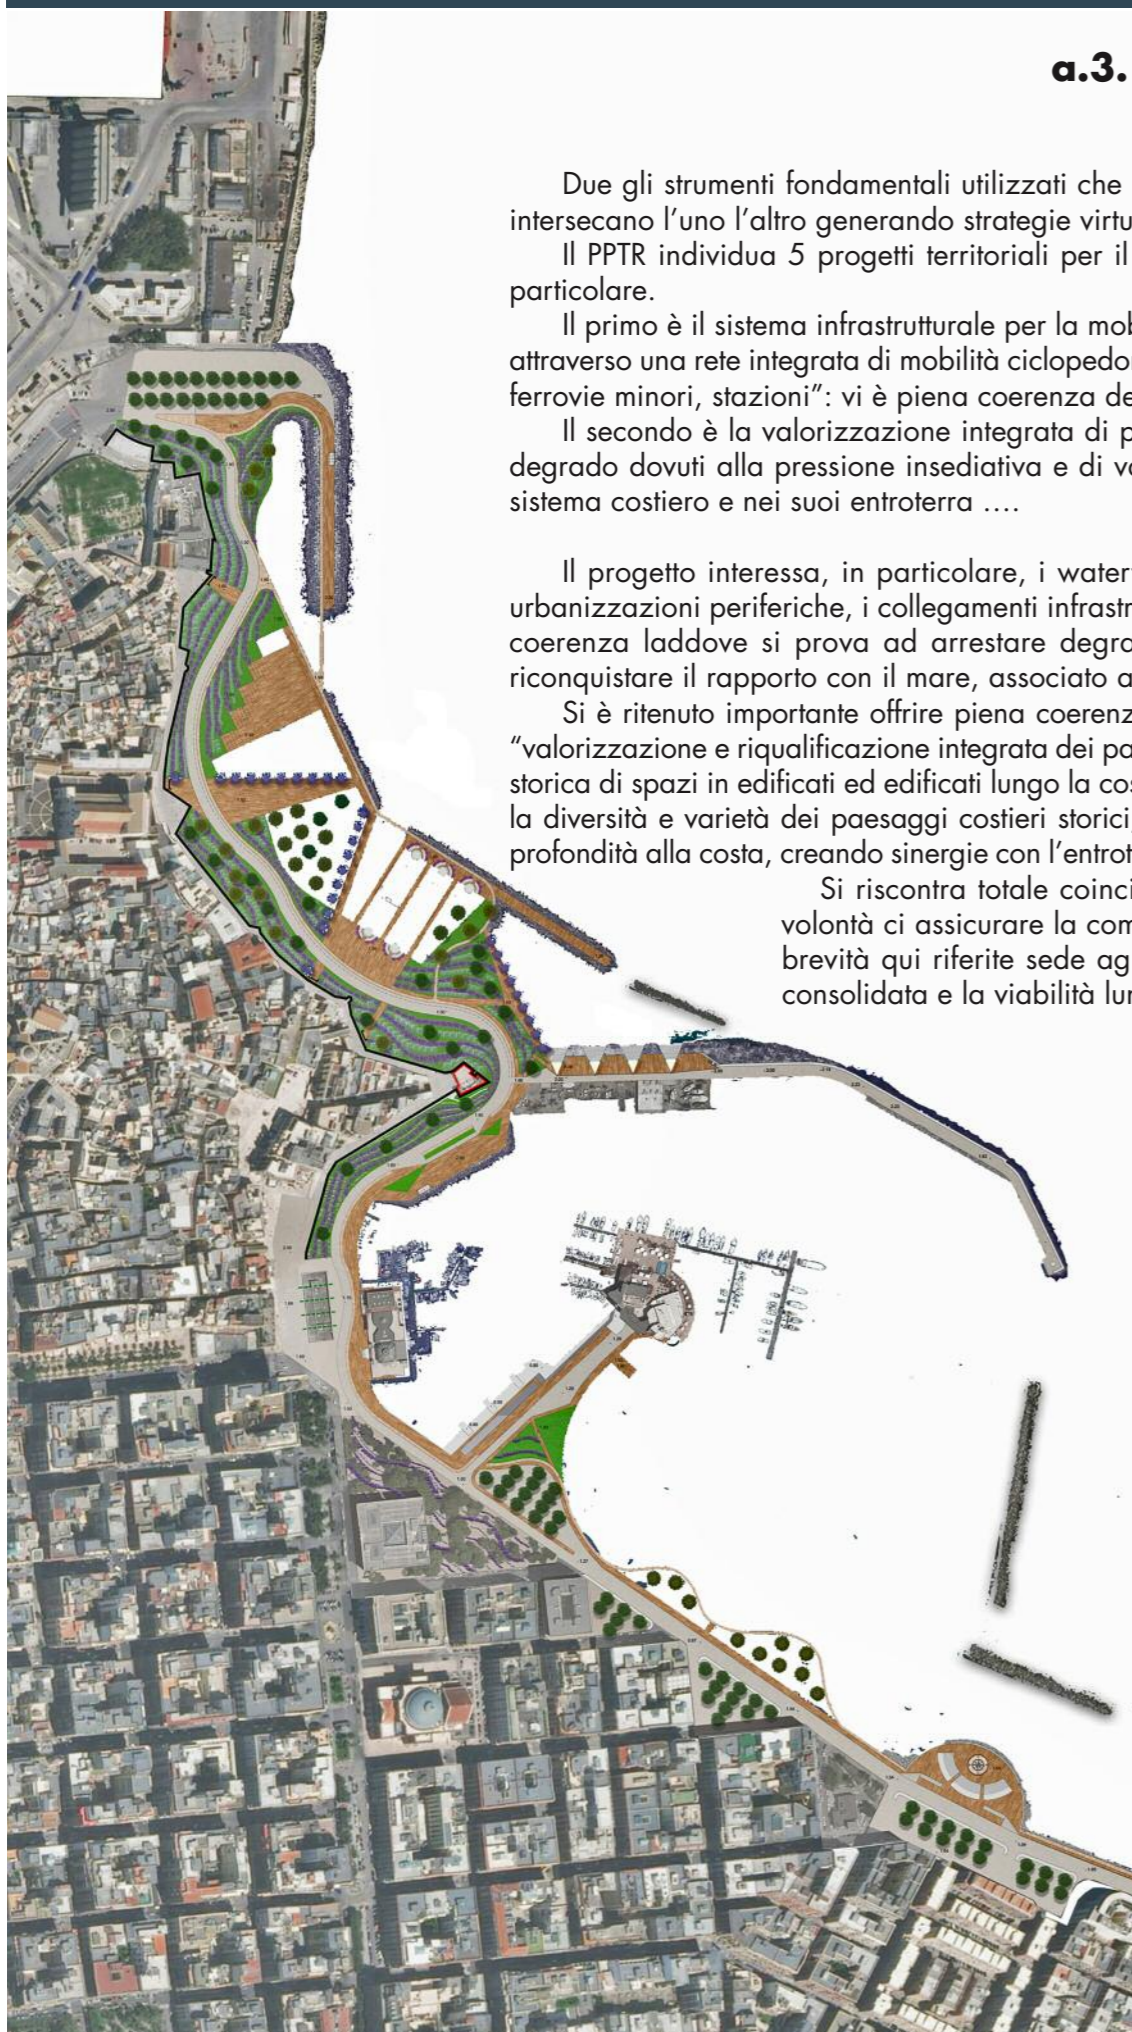 a.3.
Due gli strumenti fondamentali utilizzati che
intersecano l'uno l'altro generando strategie virtu
Il PPTR individua 5 progetti territoriali per il
particolare.
Il primo è il sistema infrastrutturale per la mob
attraverso una rete integrata di mobilità ciclopedon
ferrovie minori, stazioni": vi è piena coerenza de
Il secondo è la valorizzazione integrata di p
degrado dovuti alla pressione insediativa e di va
sistema costiero e nei suoi entroterra ....
Il progetto interessa, in particolare, i waterf
urbanizzazioni periferiche, i collegamenti infrastr
coerenza laddove si prova ad arrestare degra
riconquistare il rapporto con il mare, associato a
Si è ritenuto importante offrire piena coerenz
"valorizzazione e riqualificazione integrata dei pa
storica di spazi in edificati ed edificati lungo la cos
la diversità e varietà dei paesaggi costieri storici,
profondità alla costa, creando sinergie con l'entrot
Si riscontra totale coinci
volontà ci assicurare la com
brevità qui riferite sede ag
consolidata e la viabilità lun